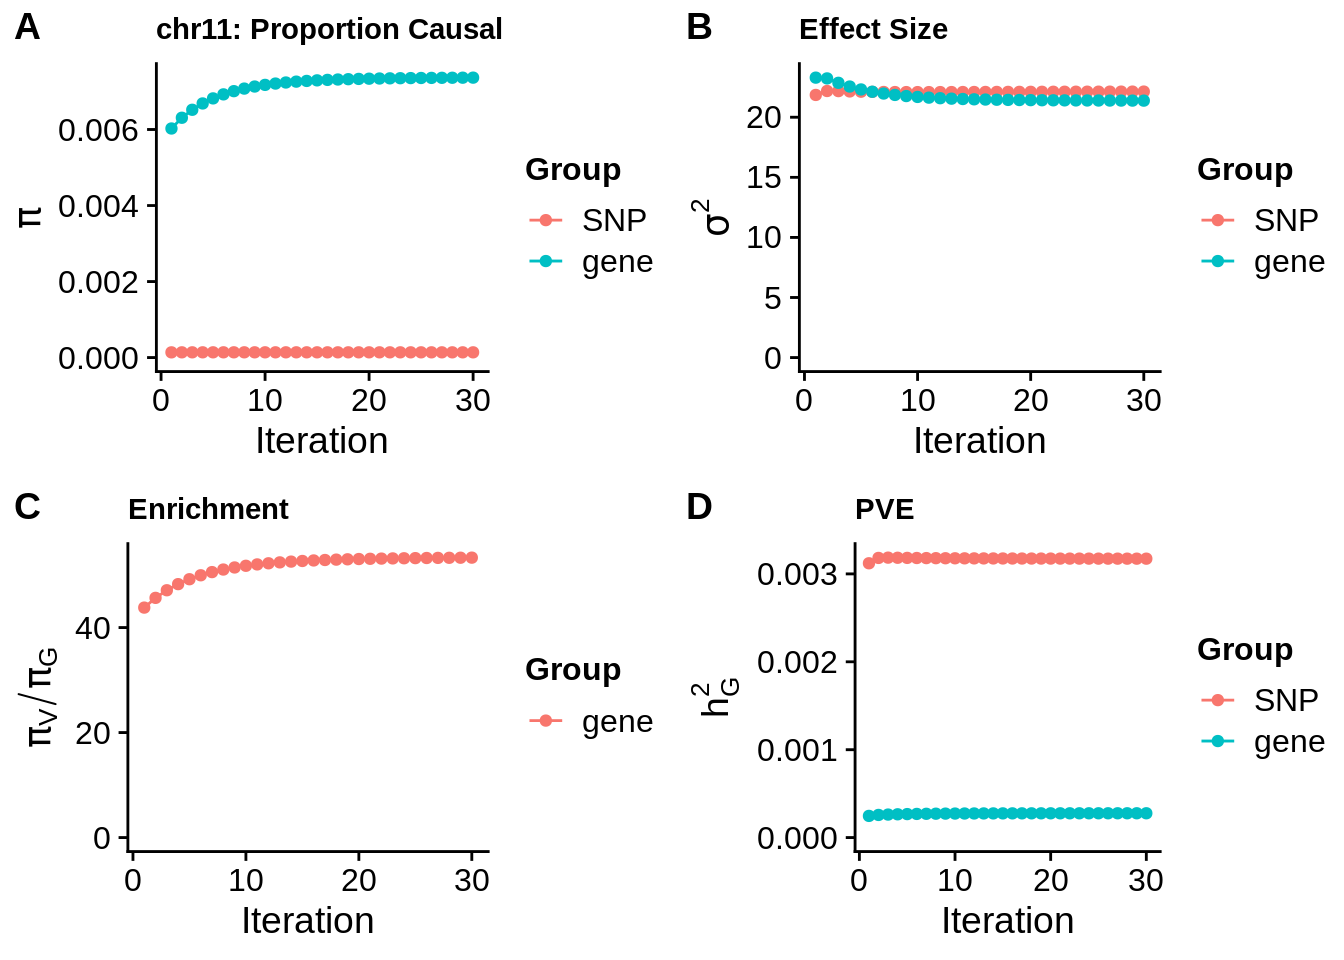 A
chr11: Proportion Causal
π
0.006
0.004
0.002
0.000
0 10 20 30
Iteration
Group
SNP
gene
B
Effect Size
σ²
20
15
10
5
0
0 10 20 30
Iteration
Group
SNP
gene
C
Enrichment
πV/πG
40
20
0
0 10 20 30
Iteration
Group
gene
D
PVE
h²G
0.003
0.002
0.001
0.000
0 10 20 30
Iteration
Group
SNP
gene